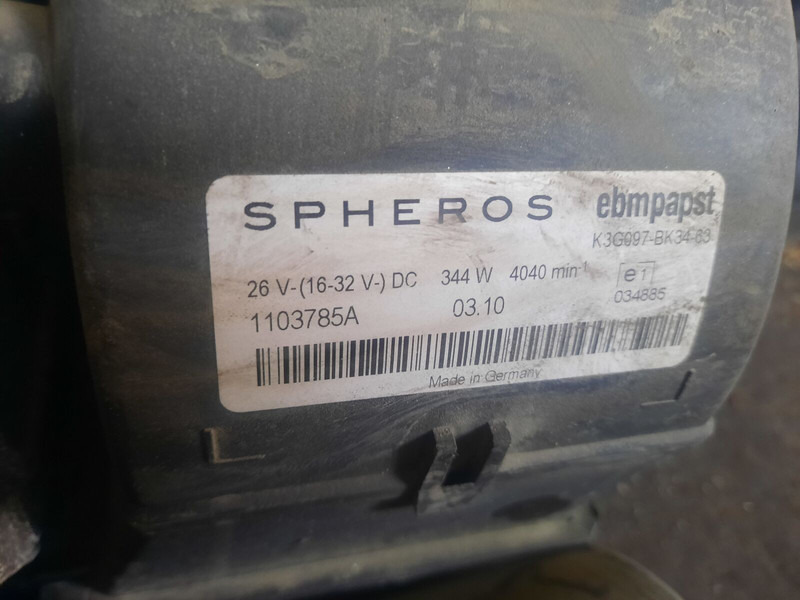 SPHEROS
ebmpapst
K3G097-BK34-63
26 V-(16-32 V-) DC 344 W 4040 min-1
e1
1103785A 03.10
034885
Made in Germany